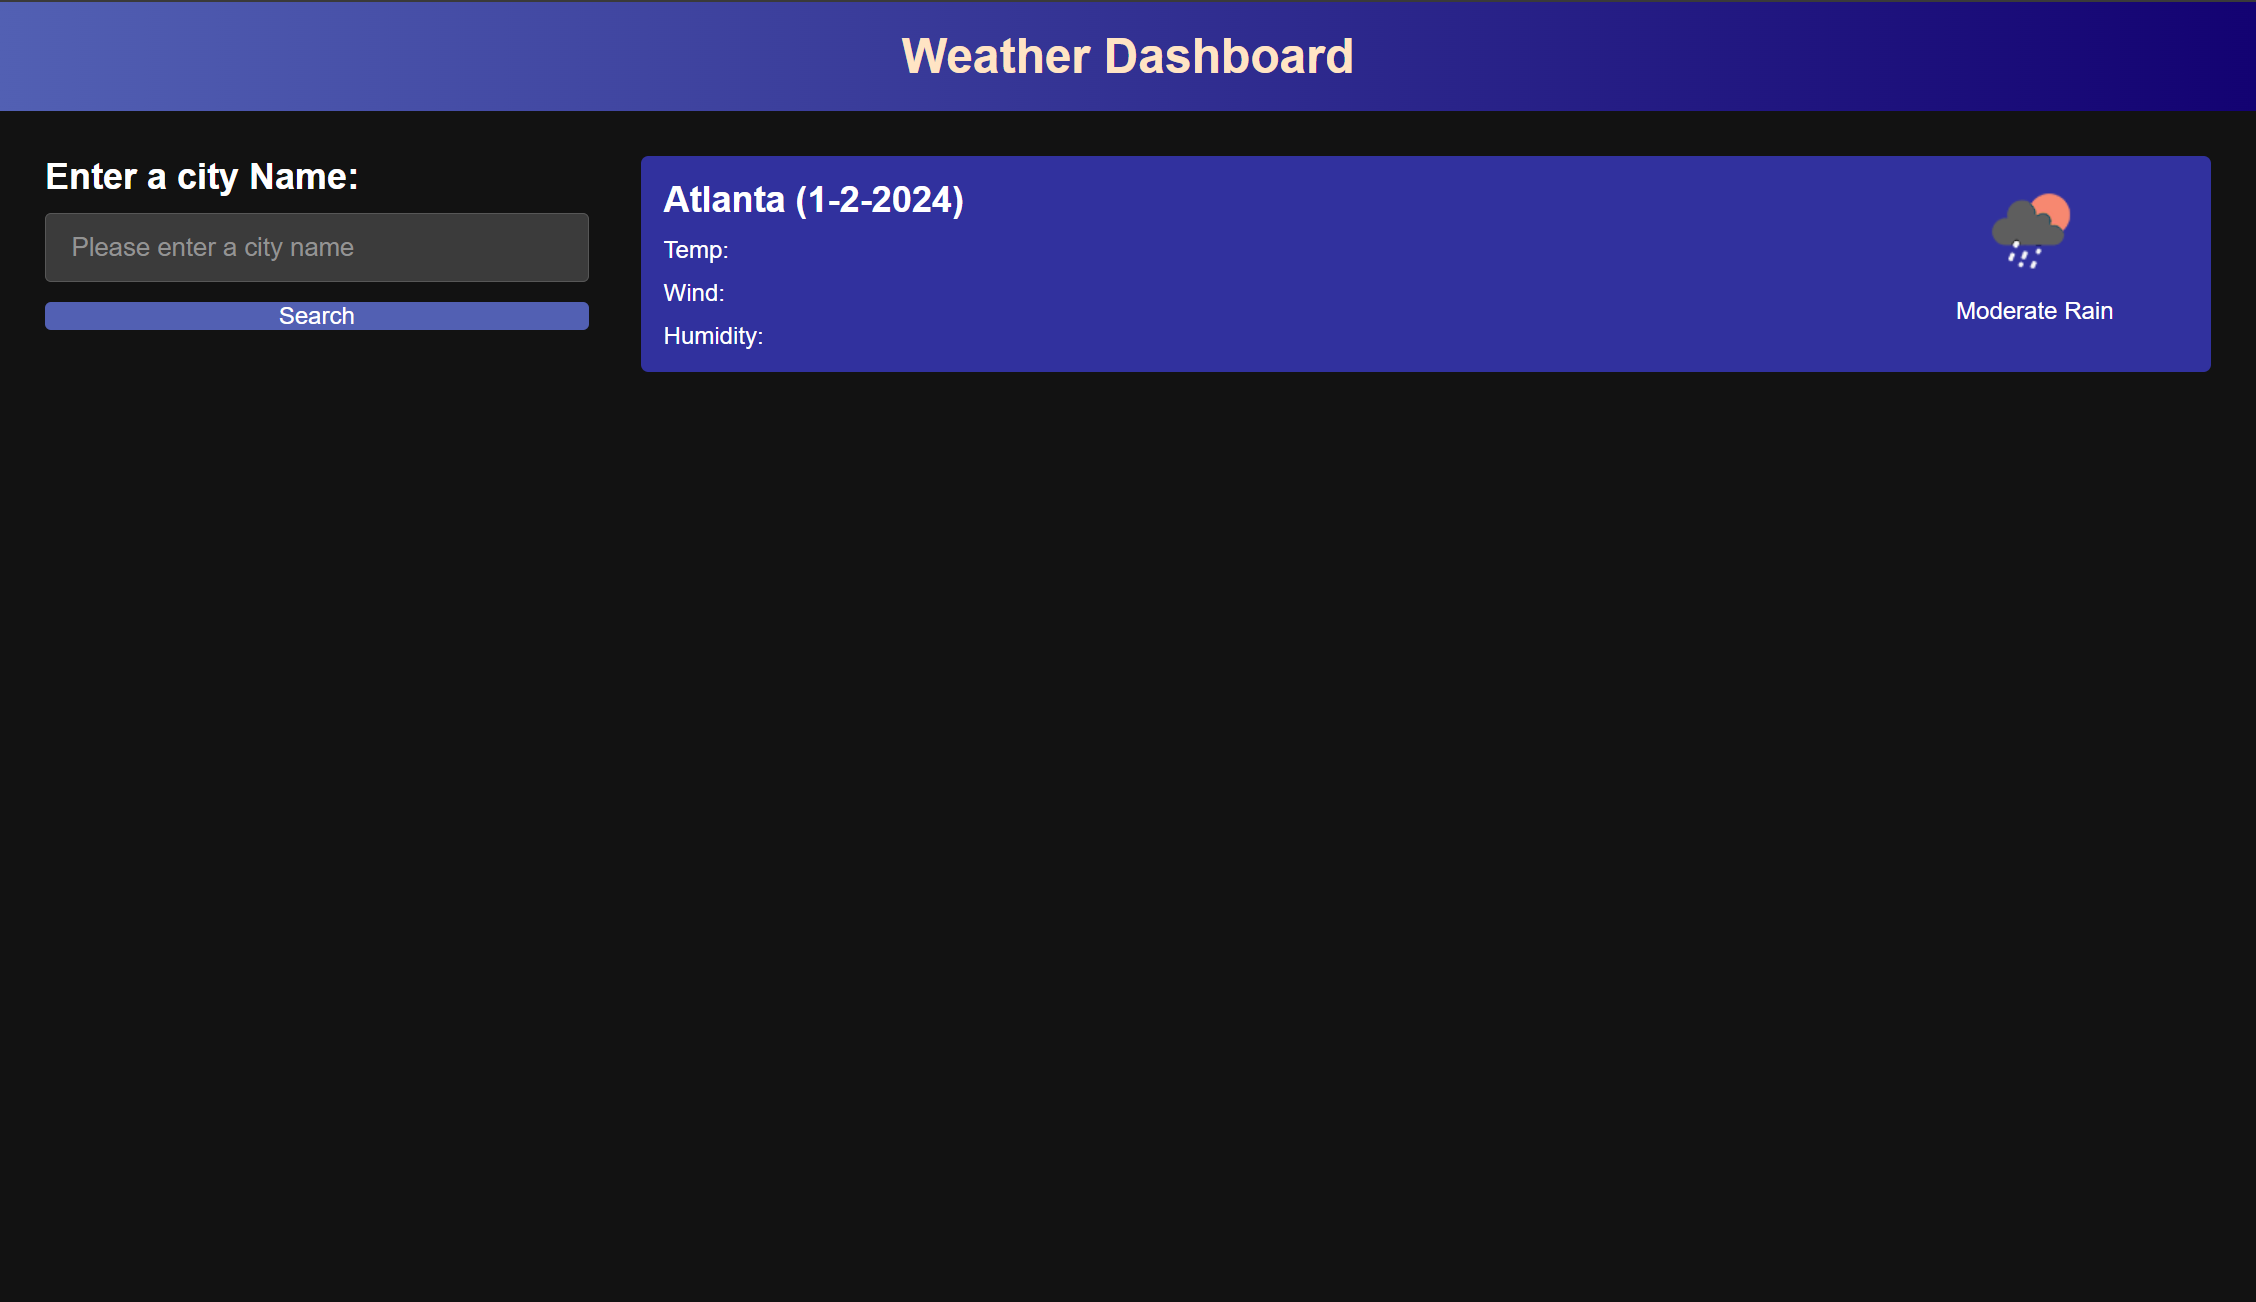 Weather Dashboard
Enter a city Name:
Please enter a city name
Search
Atlanta (1-2-2024)
Temp:
Wind:
Humidity:
Moderate Rain